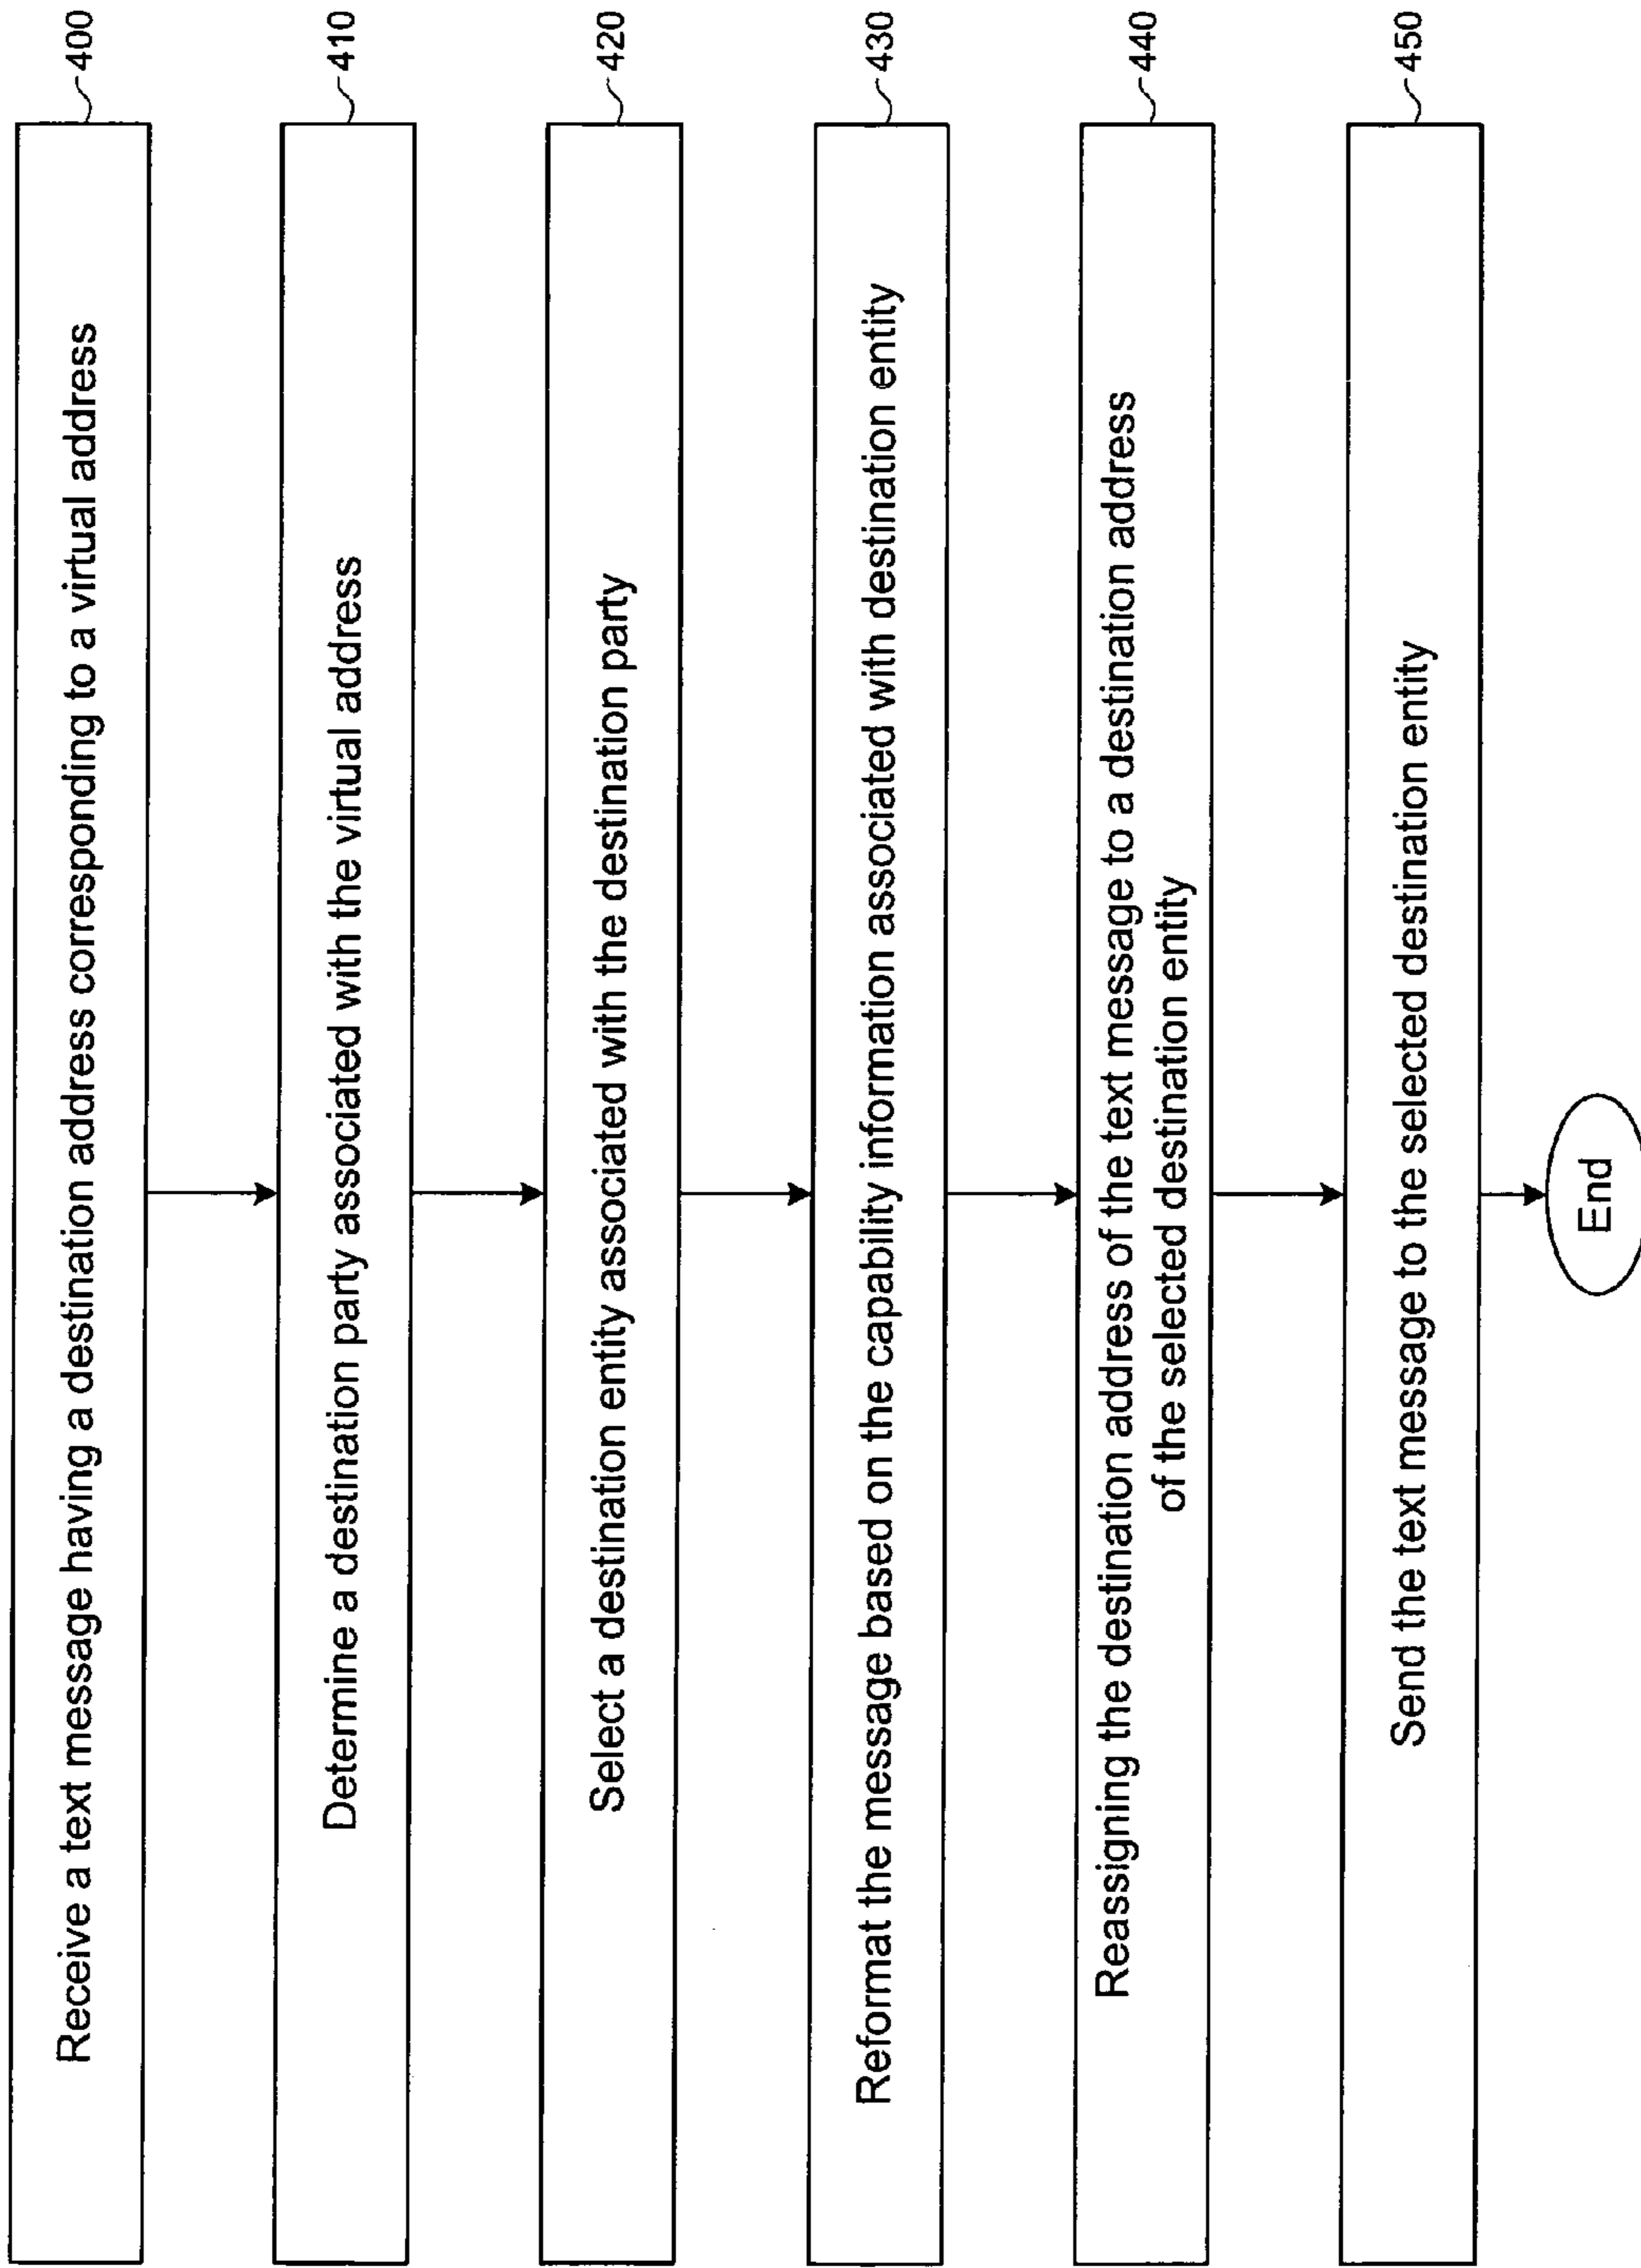 Receive a text message having a destination address corresponding to a virtual address
400
Determine a destination party associated with the virtual address
410
Select a destination entity associated with the destination party
420
Reformat the message based on the capability information associated with destination entity
430
Reassigning the destination address of the text message to a destination address
of the selected destination entity
440
Send the text message to the selected destination entity
450
End